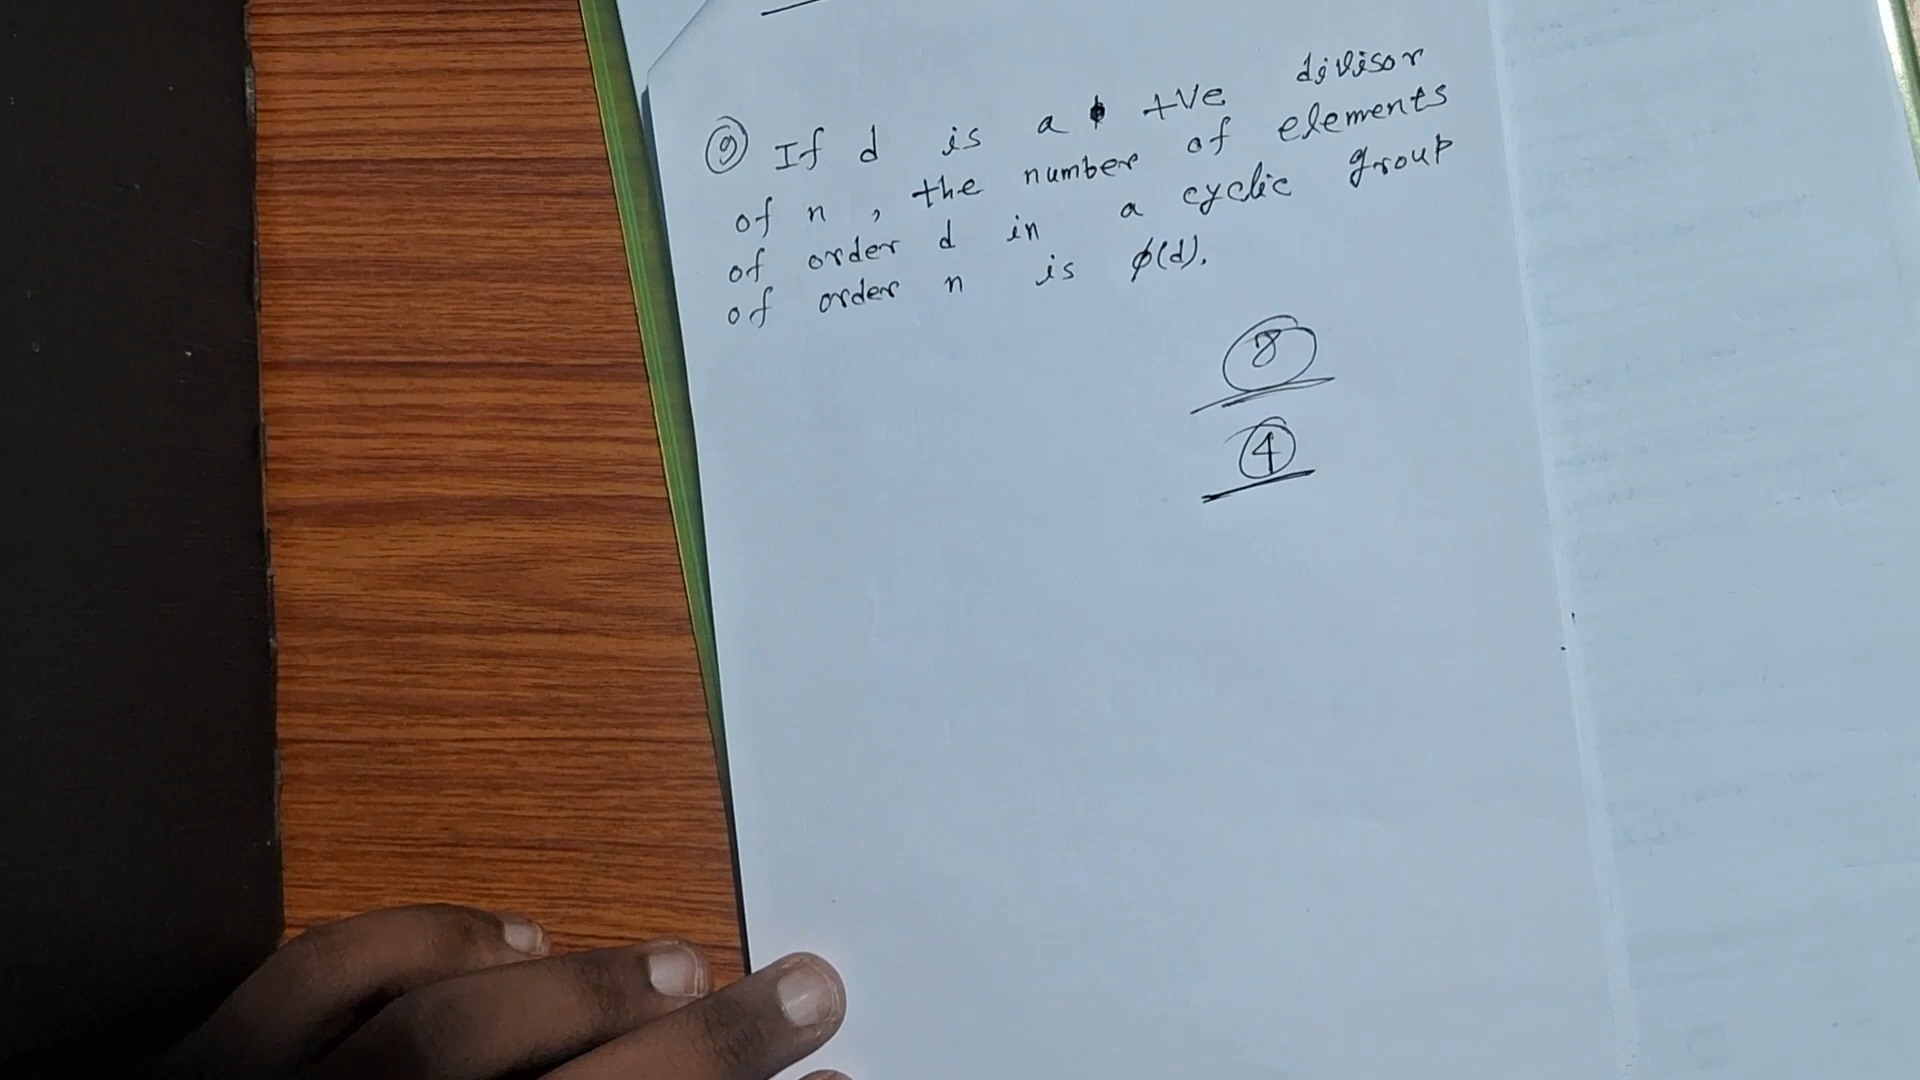 ⑨ If d is a +ve divisor
of n, the number of elements
of order d in a cyclic group
of order n is ϕ(d).
8
4